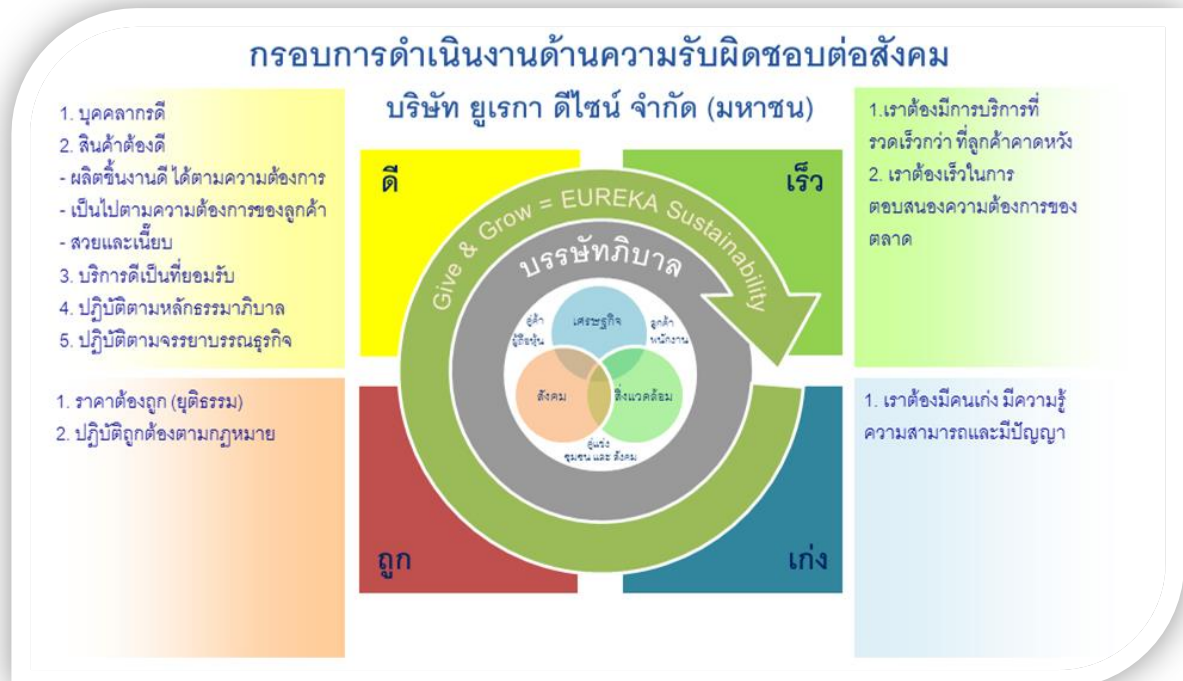 กรอบการดำเนินงานด้านความรับผิดชอบต่อสังคม
บริษัท ยูเรกา ดีไซน์ จำกัด (มหาชน)
1. บุคคลากรดี
2. สินค้าต้องดี
- ผลิตชิ้นงานดี ได้ตามความต้องการ
- เป็นไปตามความต้องการของลูกค้า
- สวยและเนี๊ยบ
3. บริการดีเป็นที่ยอมรับ
4. ปฏิบัติตามหลักธรรมาภิบาล
5. ปฏิบัติตามจรรยาบรรณธุรกิจ
ดี
เร็ว
1.เราต้องมีการบริการที่
รวดเร็วกว่า ที่ลูกค้าคาดหวัง
2. เราต้องเร็วในการ
ตอบสนองความต้องการของ
ตลาด
Give & Grow = EUREKA Sustainability
บรรษัทภิบาล
คู่ค้า
ผู้ถือหุ้น
เศรษฐกิจ
ลูกค้า
พนักงาน
สังคม
สิ่งแวดล้อม
คู่แข่ง
ชุมชน และ สังคม
1. ราคาต้องถูก (ยุติธรรม)
2. ปฏิบัติถูกต้องตามกฎหมาย
ถูก
เก่ง
1. เราต้องมีคนเก่ง มีความรู้
ความสามารถและมีปัญญา